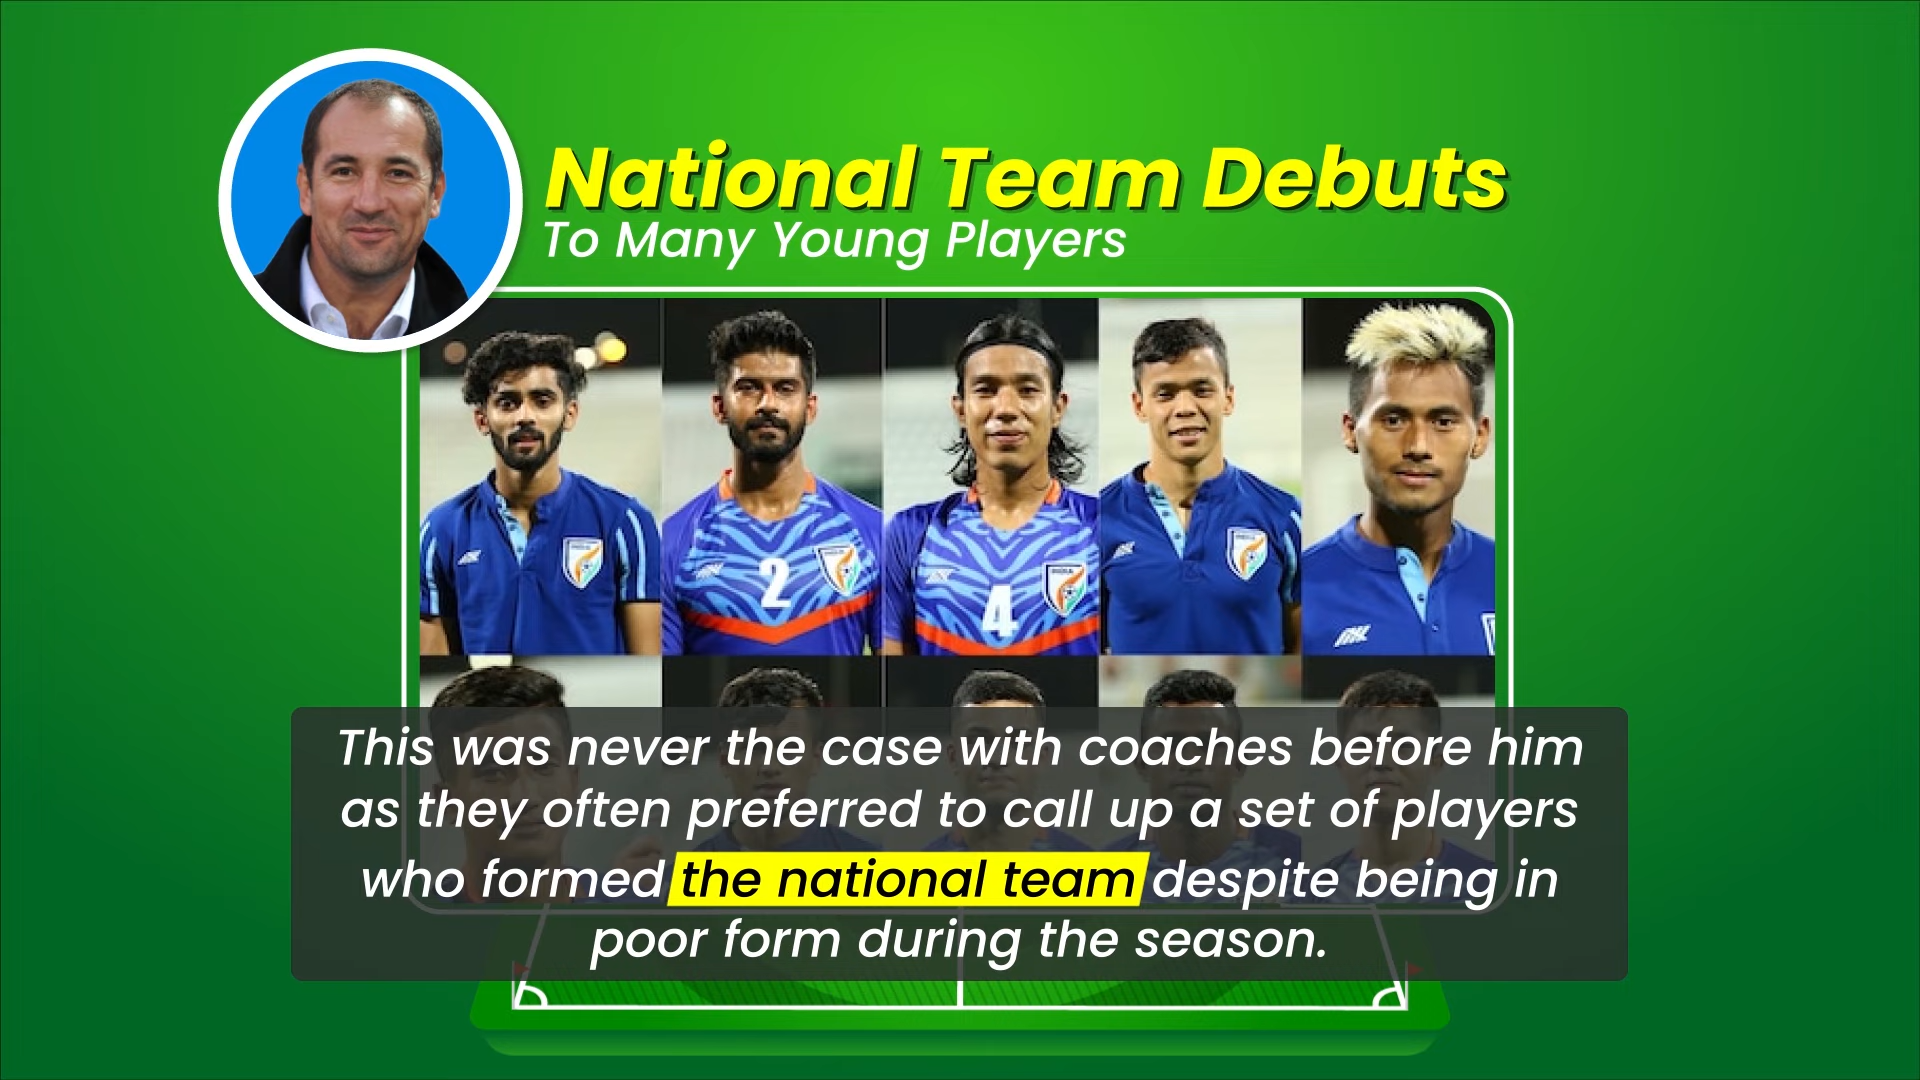 National Team Debuts
To Many Young Players
2
4
This was never the case with coaches before him
as they often preferred to call up a set of players
who formed the national team despite being in
poor form during the season.